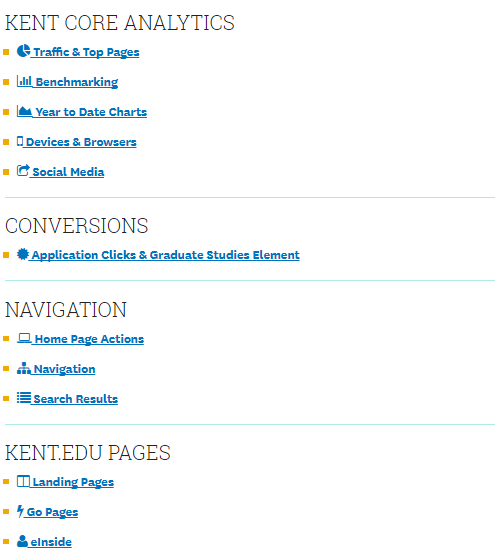 KENT CORE ANALYTICS
Traffic & Top Pages
Benchmarking
Year to Date Charts
Devices & Browsers
Social Media
CONVERSIONS
Application Clicks & Graduate Studies Element
NAVIGATION
Home Page Actions
Navigation
Search Results
KENT.EDU PAGES
Landing Pages
Go Pages
eInside